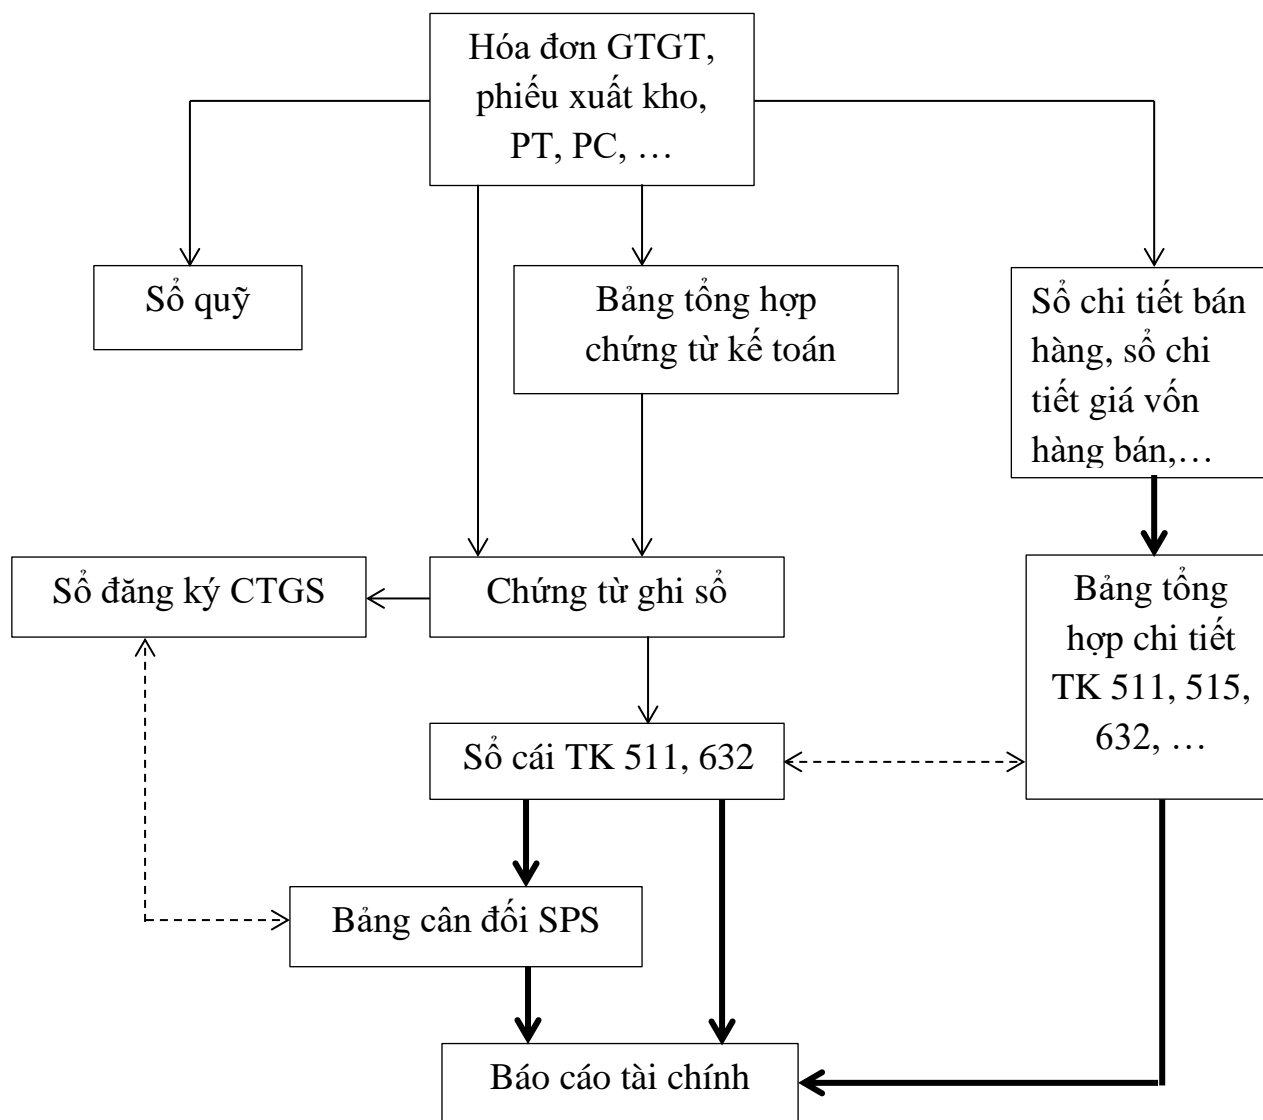 Hóa đơn GTGT,
phiếu xuất kho,
PT, PC, …
Sổ quỹ
Bảng tổng hợp
chứng từ kế toán
Sổ chi tiết bán
hàng, sổ chi
tiết giá vốn
hàng bán,…
Sổ đăng ký CTGS
Chứng từ ghi sổ
Bảng tổng
hợp chi tiết
TK 511, 515,
632, …
Sổ cái TK 511, 632
Bảng cân đối SPS
Báo cáo tài chính